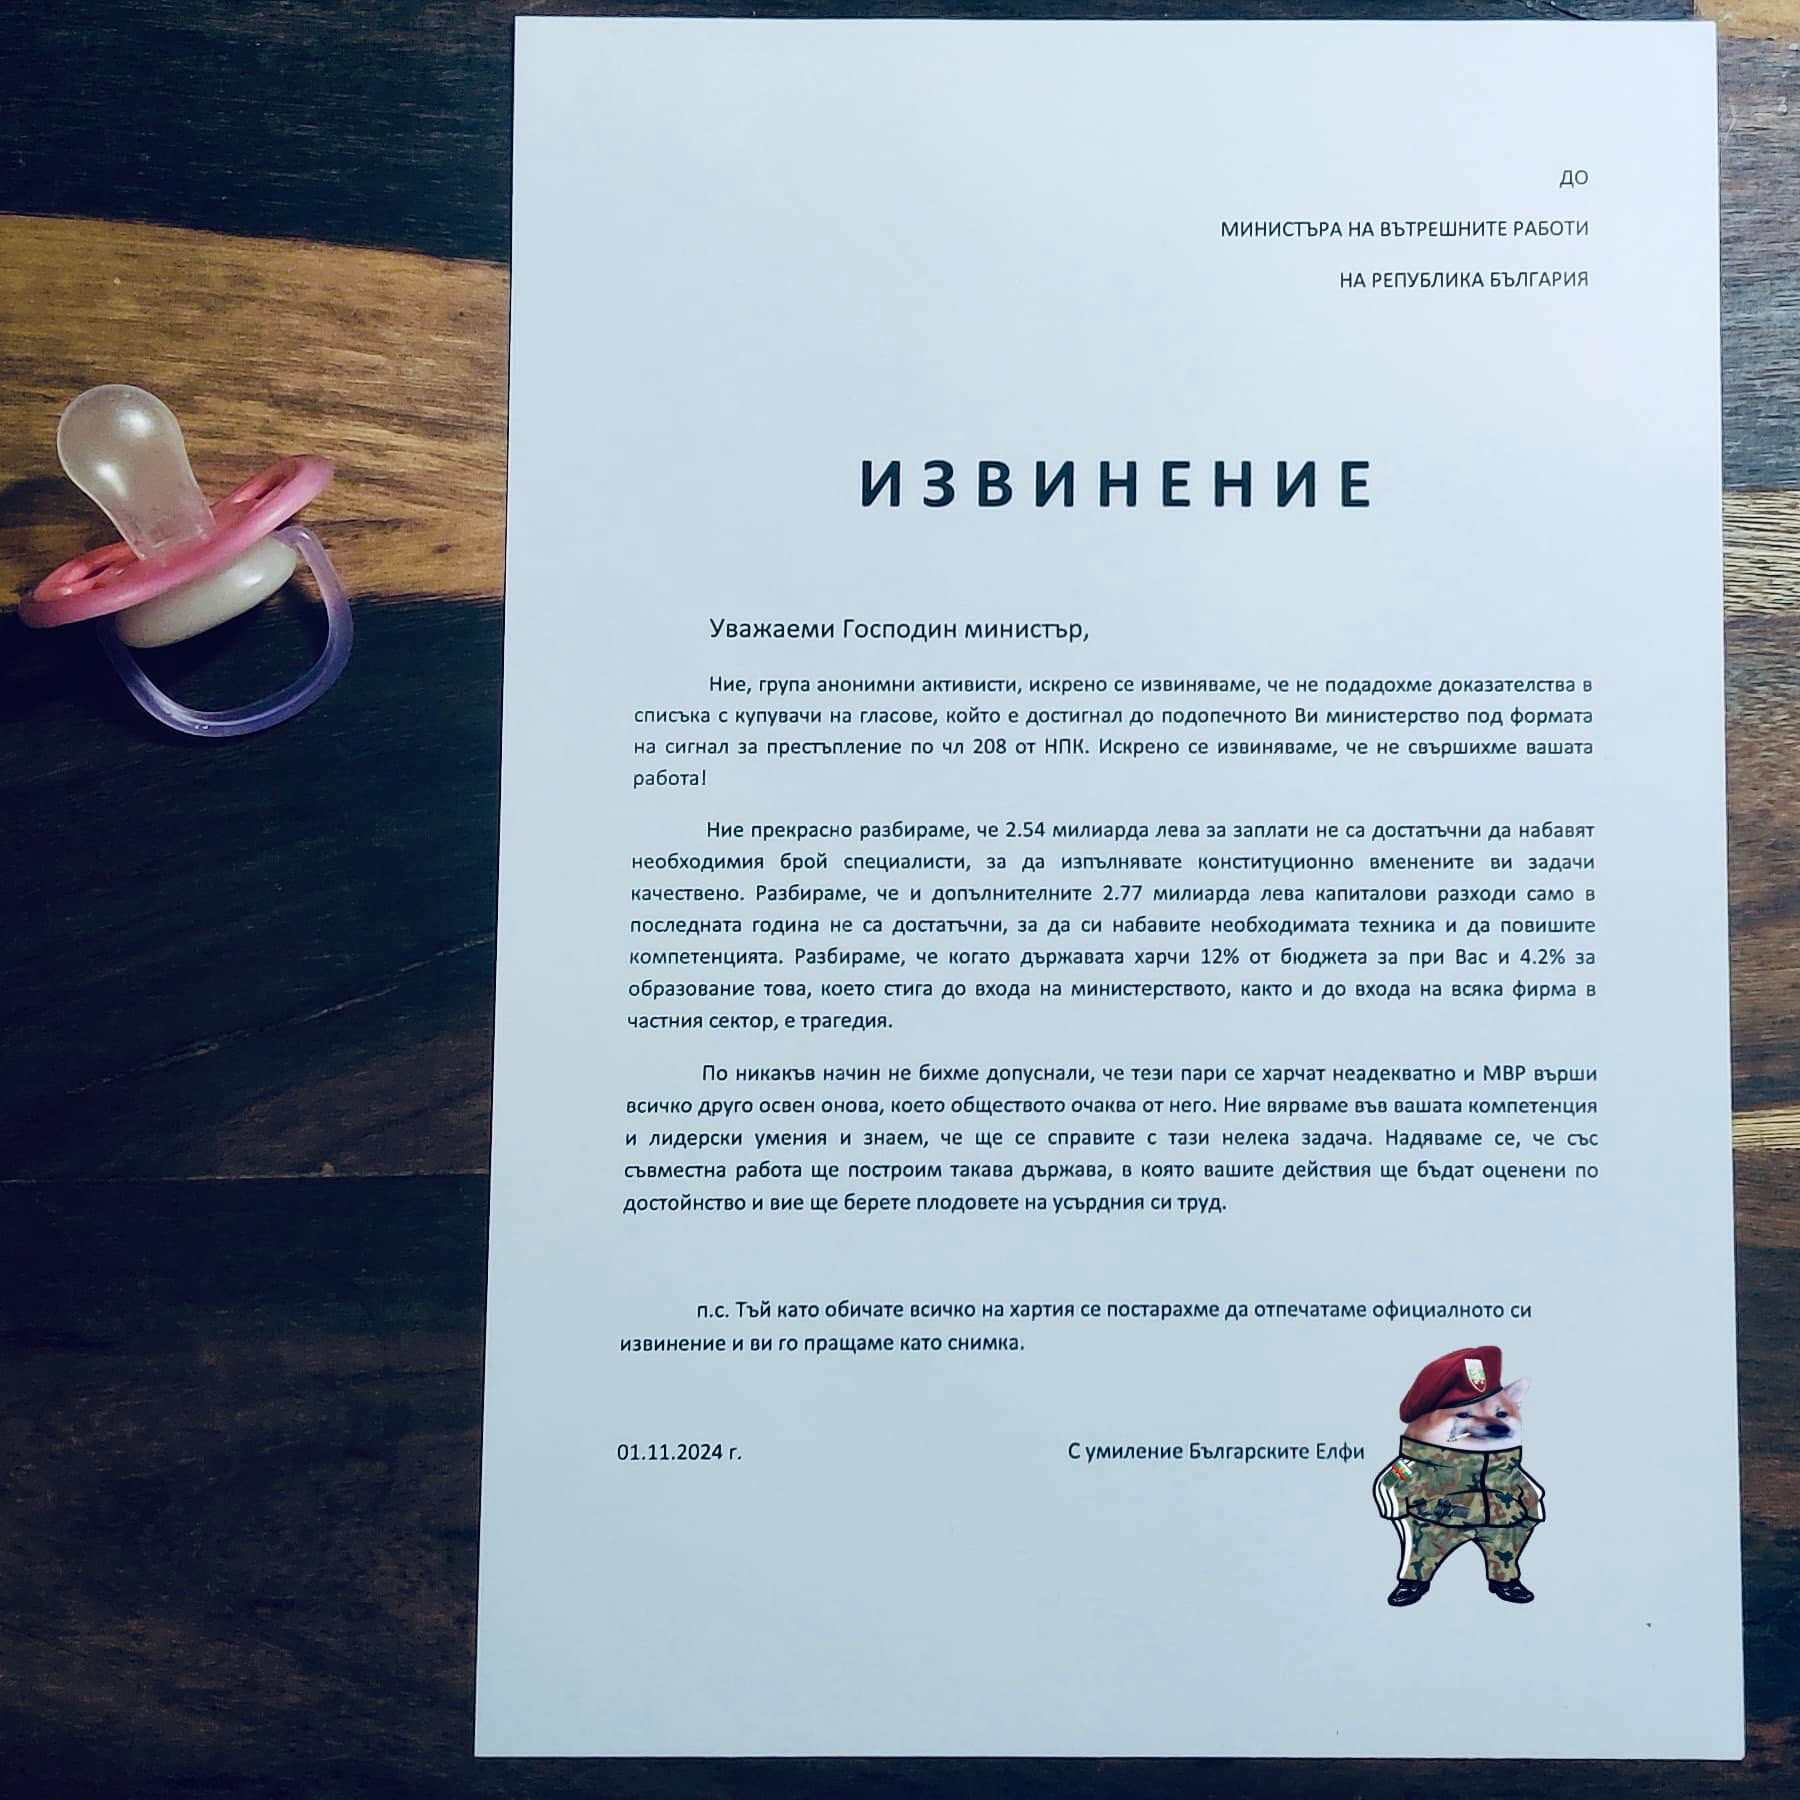 ДО
МИНИСТЪРА НА ВЪТРЕШНИТЕ РАБОТИ
НА РЕПУБЛИКА БЪЛГАРИЯ
ИЗВИНЕНИЕ
Уважаеми Господин министър,
Ние, група анонимни активисти, искрено се извиняваме, че не подадохме доказателства в
списъка с купувачи на гласове, който е достигнал до подопечното Ви министерство под формата
на сигнал за престъпление по чл 208 от НПК. Искрено се извиняваме, че не свършихме вашата
работа!
Ние прекрасно разбираме, че 2.54 милиарда лева за заплати не са достатъчни да набавят
необходимия брой специалисти, за да изпълнявате конституционно вменените ви задачи
качествено. Разбираме, че и допълнителните 2.77 милиарда лева капиталови разходи само в
последната година не са достатъчни, за да си набавите необходимата техника и да повишите
компетенцията. Разбираме, че когато държавата харчи 12% от бюджета за при Вас и 4.2% за
образование това, което стига до входа на министерството, както и до входа на всяка фирма в
частния сектор, е трагедия.
По никакъв начин не бихме допуснали, че тези пари се харчат неадекватно и МВР върши
всичко друго освен онова, което обществото очаква от него. Ние вярваме във вашата компетенция
и лидерски умения и знаем, че ще се справите с тази нелека задача. Надяваме се, че със
съвместна работа ще построим такава държава, в която вашите действия ще бъдат оценени по
достойнство и вие ще берете плодовете на усърдния си труд.
п.с. Тъй като обичате всичко на хартия се постарахме да отпечатаме официалното си
извинение и ви го пращаме като снимка.
01.11.2024 г. С умиление Българските Елфи